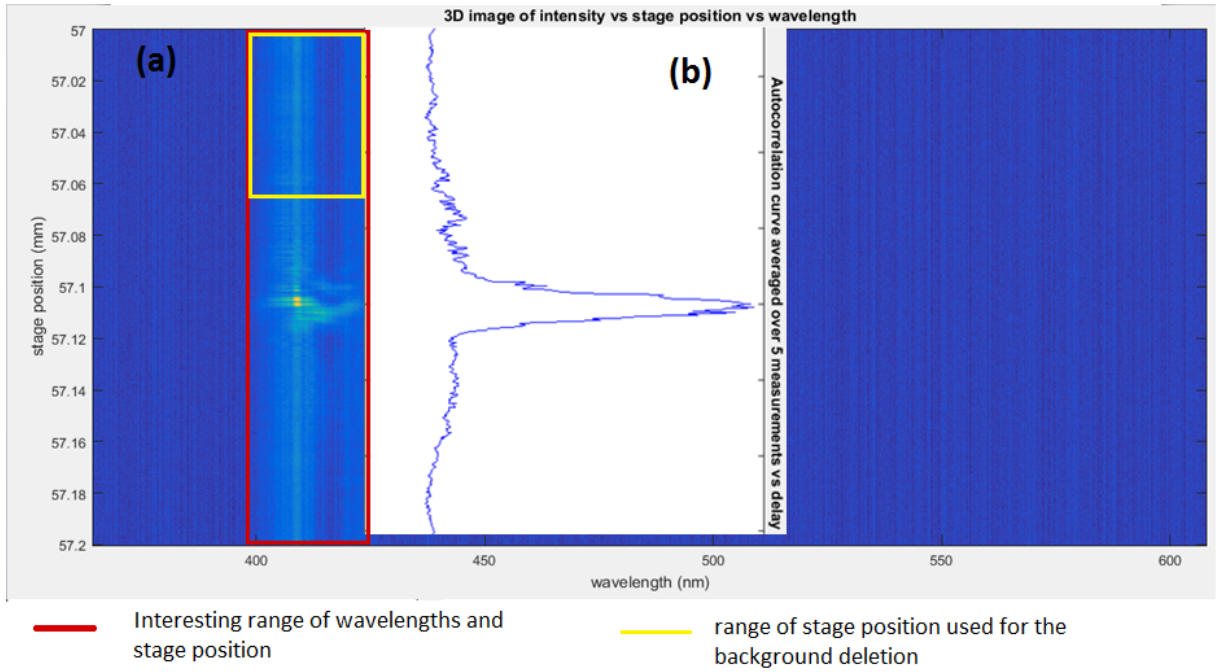 3D image of intensity vs stage position vs wavelength
(a)
(b)
57
57.02
57.04
57.06
57.08
57.1
57.12
57.14
57.16
57.18
57.2
stage position (mm)
Autocorrelation curve averaged over 5 measurements vs delay
400
450
500
550
600
wavelength (nm)
Interesting range of wavelengths and
stage position
range of stage position used for the
background deletion